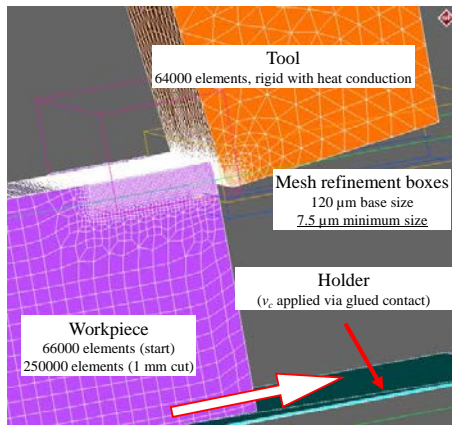 Tool
64000 elements, rigid with heat conduction
Mesh refinement boxes
120 µm base size
7.5 µm minimum size
Holder
(vc applied via glued contact)
Workpiece
66000 elements (start)
250000 elements (1 mm cut)